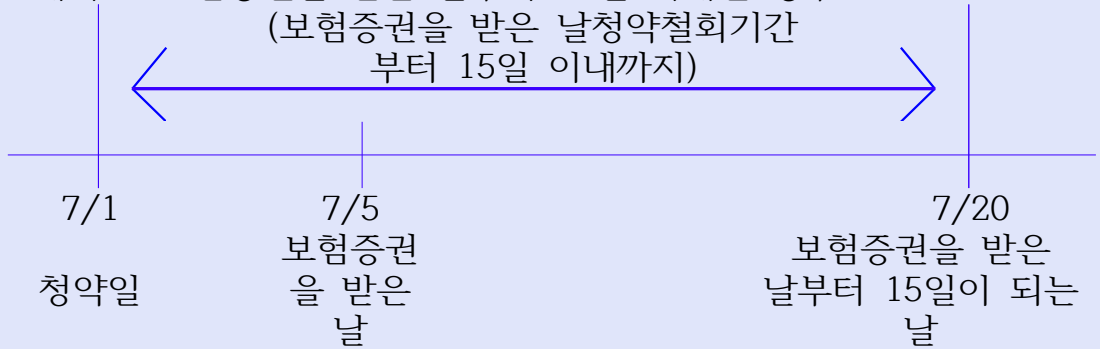 (보험증권을 받은 날청약철회기간
부터 15일 이내까지)
7/1 7/5 7/20
보험증권 보험증권을 받은
청약일 을 받은 날부터 15일이 되는
날 날